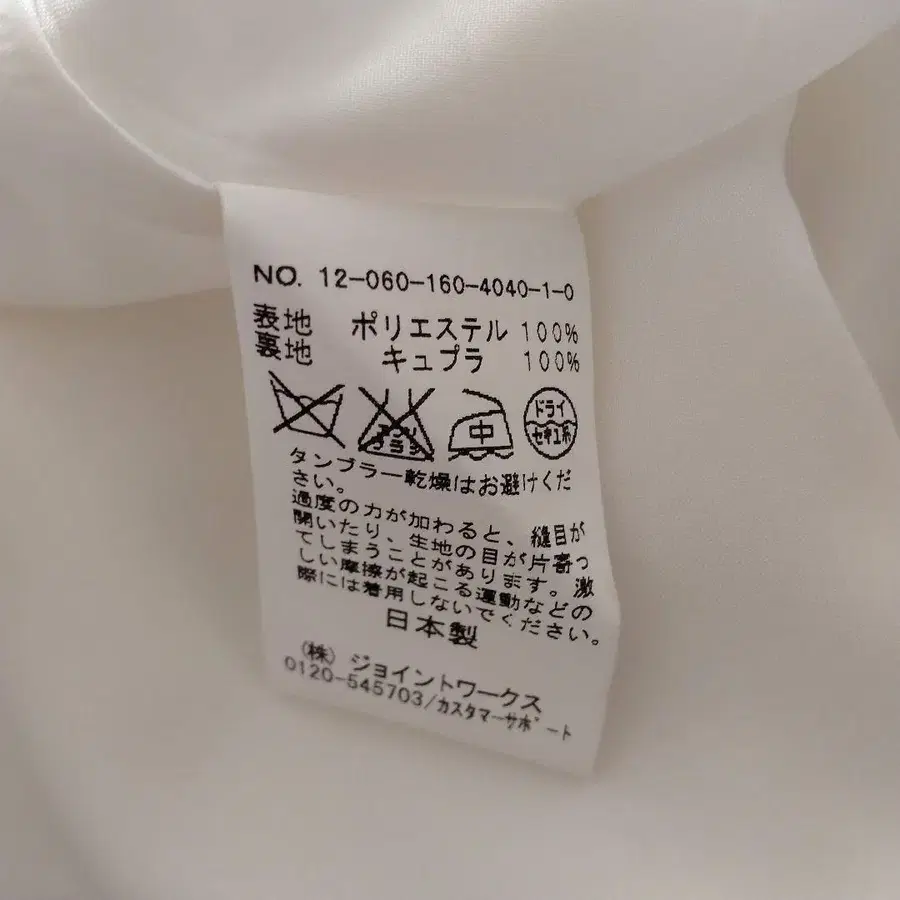 NO. 12-060-160-4040-1-0
表地 ポリエステル 100%
裏地 キュプラ 100%
エンソ サラシ
中
ドライ
セキユ系
タンブラー乾燥はお避けくだ
さい。
過度の力が加わると、縫目が
開いたり、生地の目が片寄っ
てしまうことがあります。激
しい摩擦が起こる運動などの
際には着用しないでください。
日本製
(株) ジョイントワークス
0120-545703/カスタマーサポート